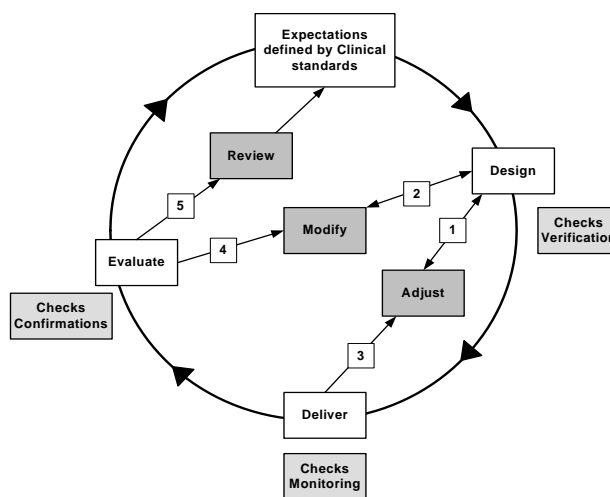 Expectations
defined by Clinical
standards
Review
Design
2
5
Modify
1
Checks
Verification
4
Evaluate
Adjust
Checks
Confirmations
3
Deliver
Checks
Monitoring